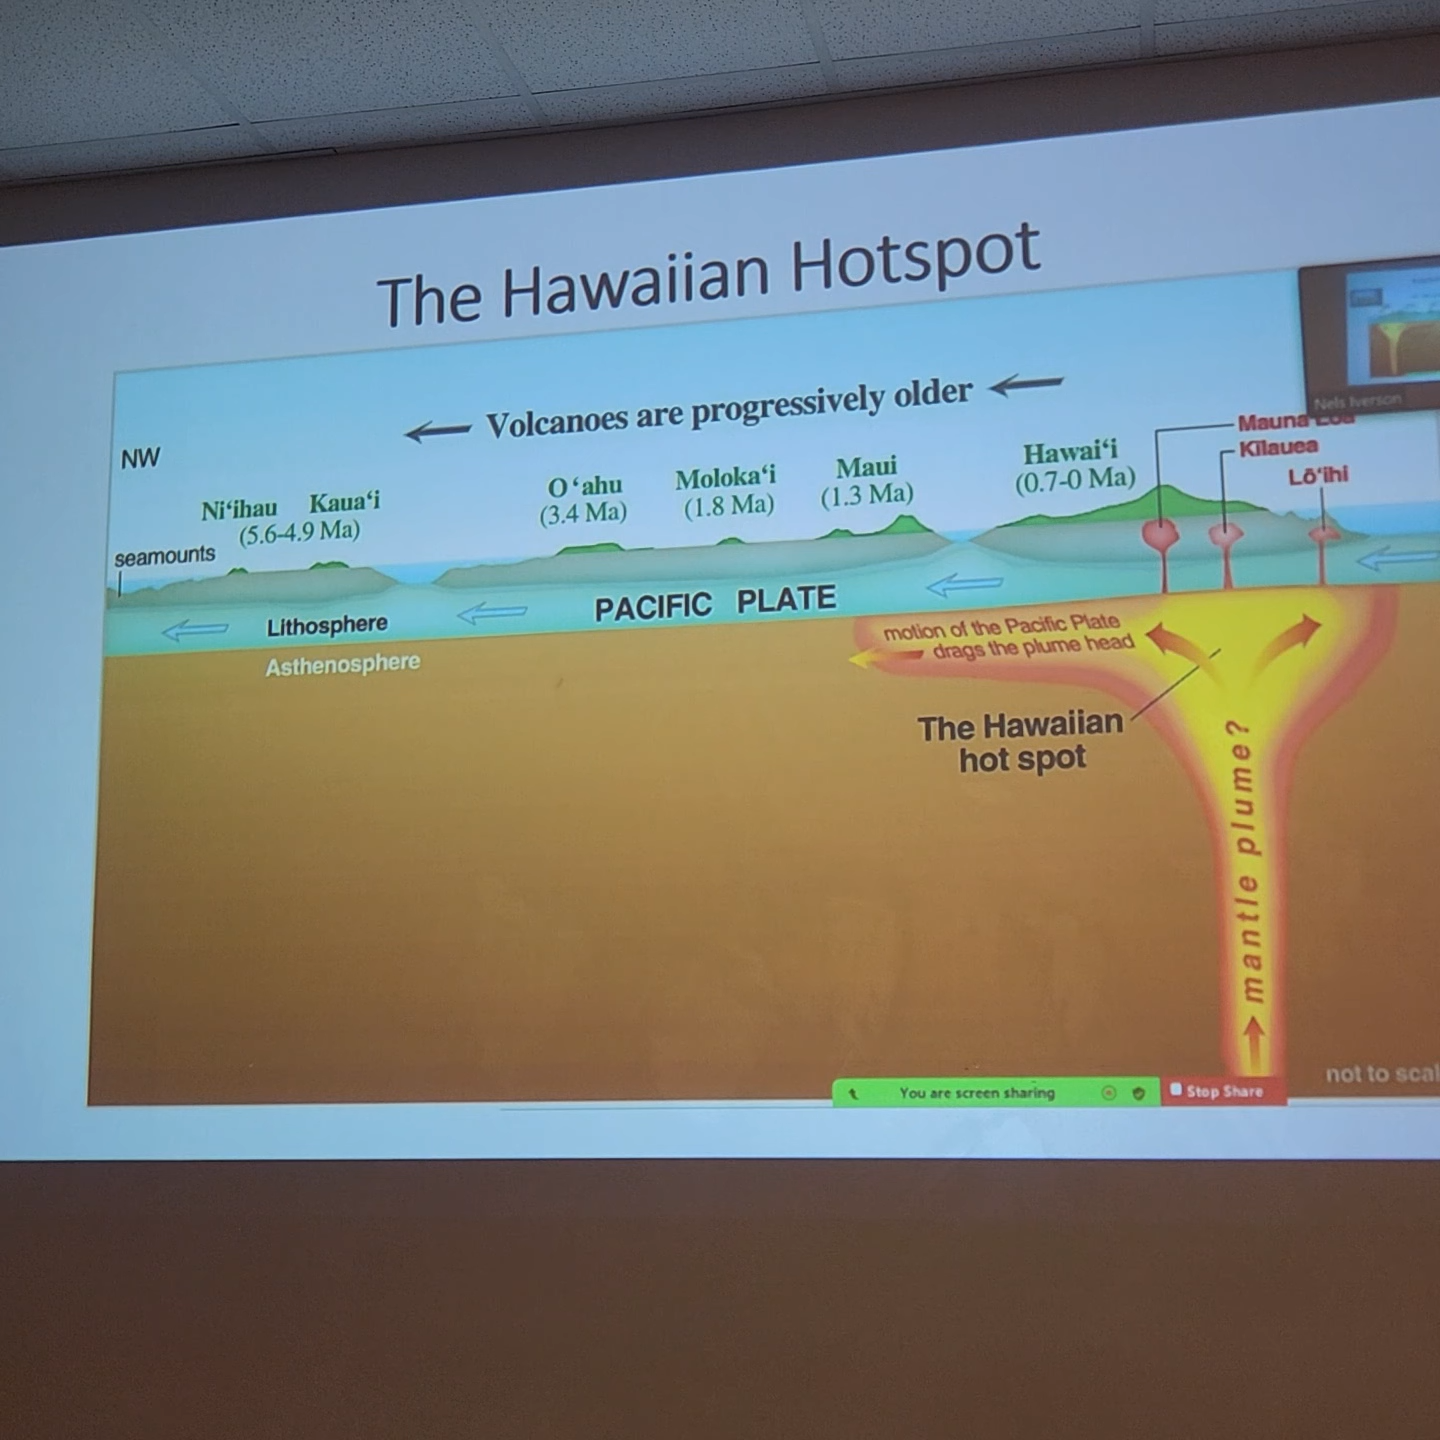 The Hawaiian Hotspot
← Volcanoes are progressively older ←
NW
Nels Iverson
Mauna Loa
Kīlauea
Lō‘ihi
Hawai‘i
(0.7-0 Ma)
Maui
(1.3 Ma)
Moloka‘i
(1.8 Ma)
O‘ahu
(3.4 Ma)
Ni‘ihau Kaua‘i
(5.6-4.9 Ma)
seamounts
PACIFIC PLATE
Lithosphere
Asthenosphere
motion of the Pacific Plate
drags the plume head
The Hawaiian
hot spot
mantle plume?
not to scal
You are screen sharing
Stop Share